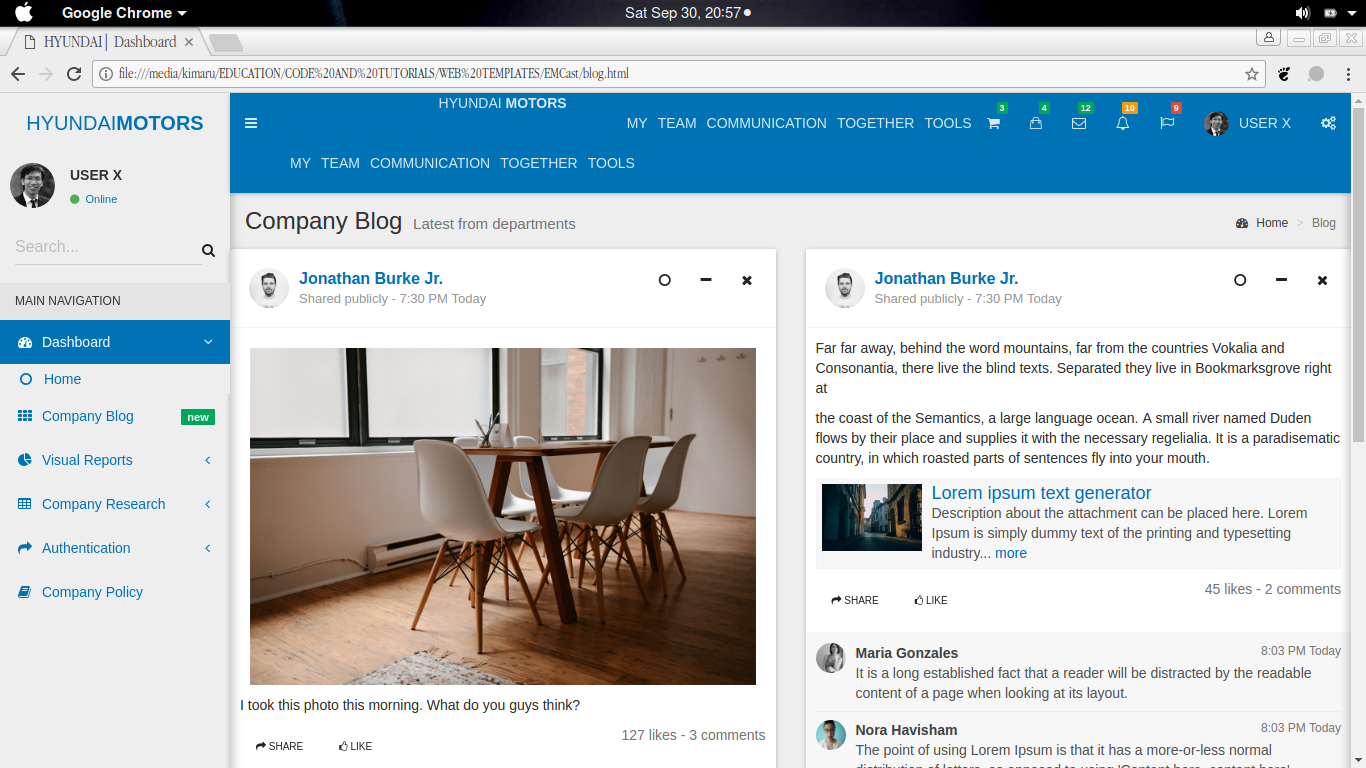 Google Chrome
Sat Sep 30, 20:57
HYUNDAI| Dashboard
file:///media/kimaru/EDUCATION/CODE%20AND%20TUTORIALS/WEB%20TEMPLATES/EMCast/blog.html
HYUNDAIMOTORS
USER X
Online
Search...
MAIN NAVIGATION
Dashboard
Home
Company Blog new
Visual Reports
Company Research
Authentication
Company Policy
HYUNDAI MOTORS
MY TEAM COMMUNICATION TOGETHER TOOLS 3 4 12 10 9 USER X
MY TEAM COMMUNICATION TOGETHER TOOLS
Company Blog Latest from departments
Home > Blog
Jonathan Burke Jr.
Shared publicly - 7:30 PM Today
I took this photo this morning. What do you guys think?
SHARE LIKE 127 likes - 3 comments
Jonathan Burke Jr.
Shared publicly - 7:30 PM Today
Far far away, behind the word mountains, far from the countries Vokalia and
Consonantia, there live the blind texts. Separated they live in Bookmarksgrove right
at
the coast of the Semantics, a large language ocean. A small river named Duden
flows by their place and supplies it with the necessary regelialia. It is a paradisematic
country, in which roasted parts of sentences fly into your mouth.
Lorem ipsum text generator
Description about the attachment can be placed here. Lorem
Ipsum is simply dummy text of the printing and typesetting
industry... more
SHARE LIKE 45 likes - 2 comments
Maria Gonzales 8:03 PM Today
It is a long established fact that a reader will be distracted by the readable
content of a page when looking at its layout.
Nora Havisham 8:03 PM Today
The point of using Lorem Ipsum is that it has a more-or-less normal
distribution of letters, as opposed to using 'Content here, content here'